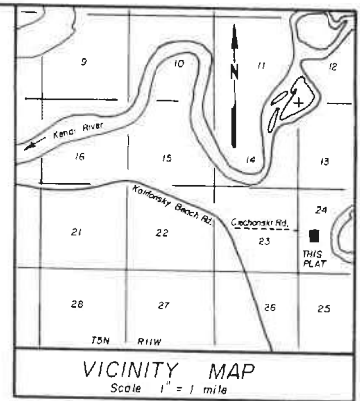 9
10
11
12
N
Kenai River
16
15
14
13
Kalifonsky Beach Rd.
Ciechanski Rd.
24
21
22
23
THIS
PLAT
28
27
26
25
T5N R11W
VICINITY MAP
Scale 1" = 1 mile